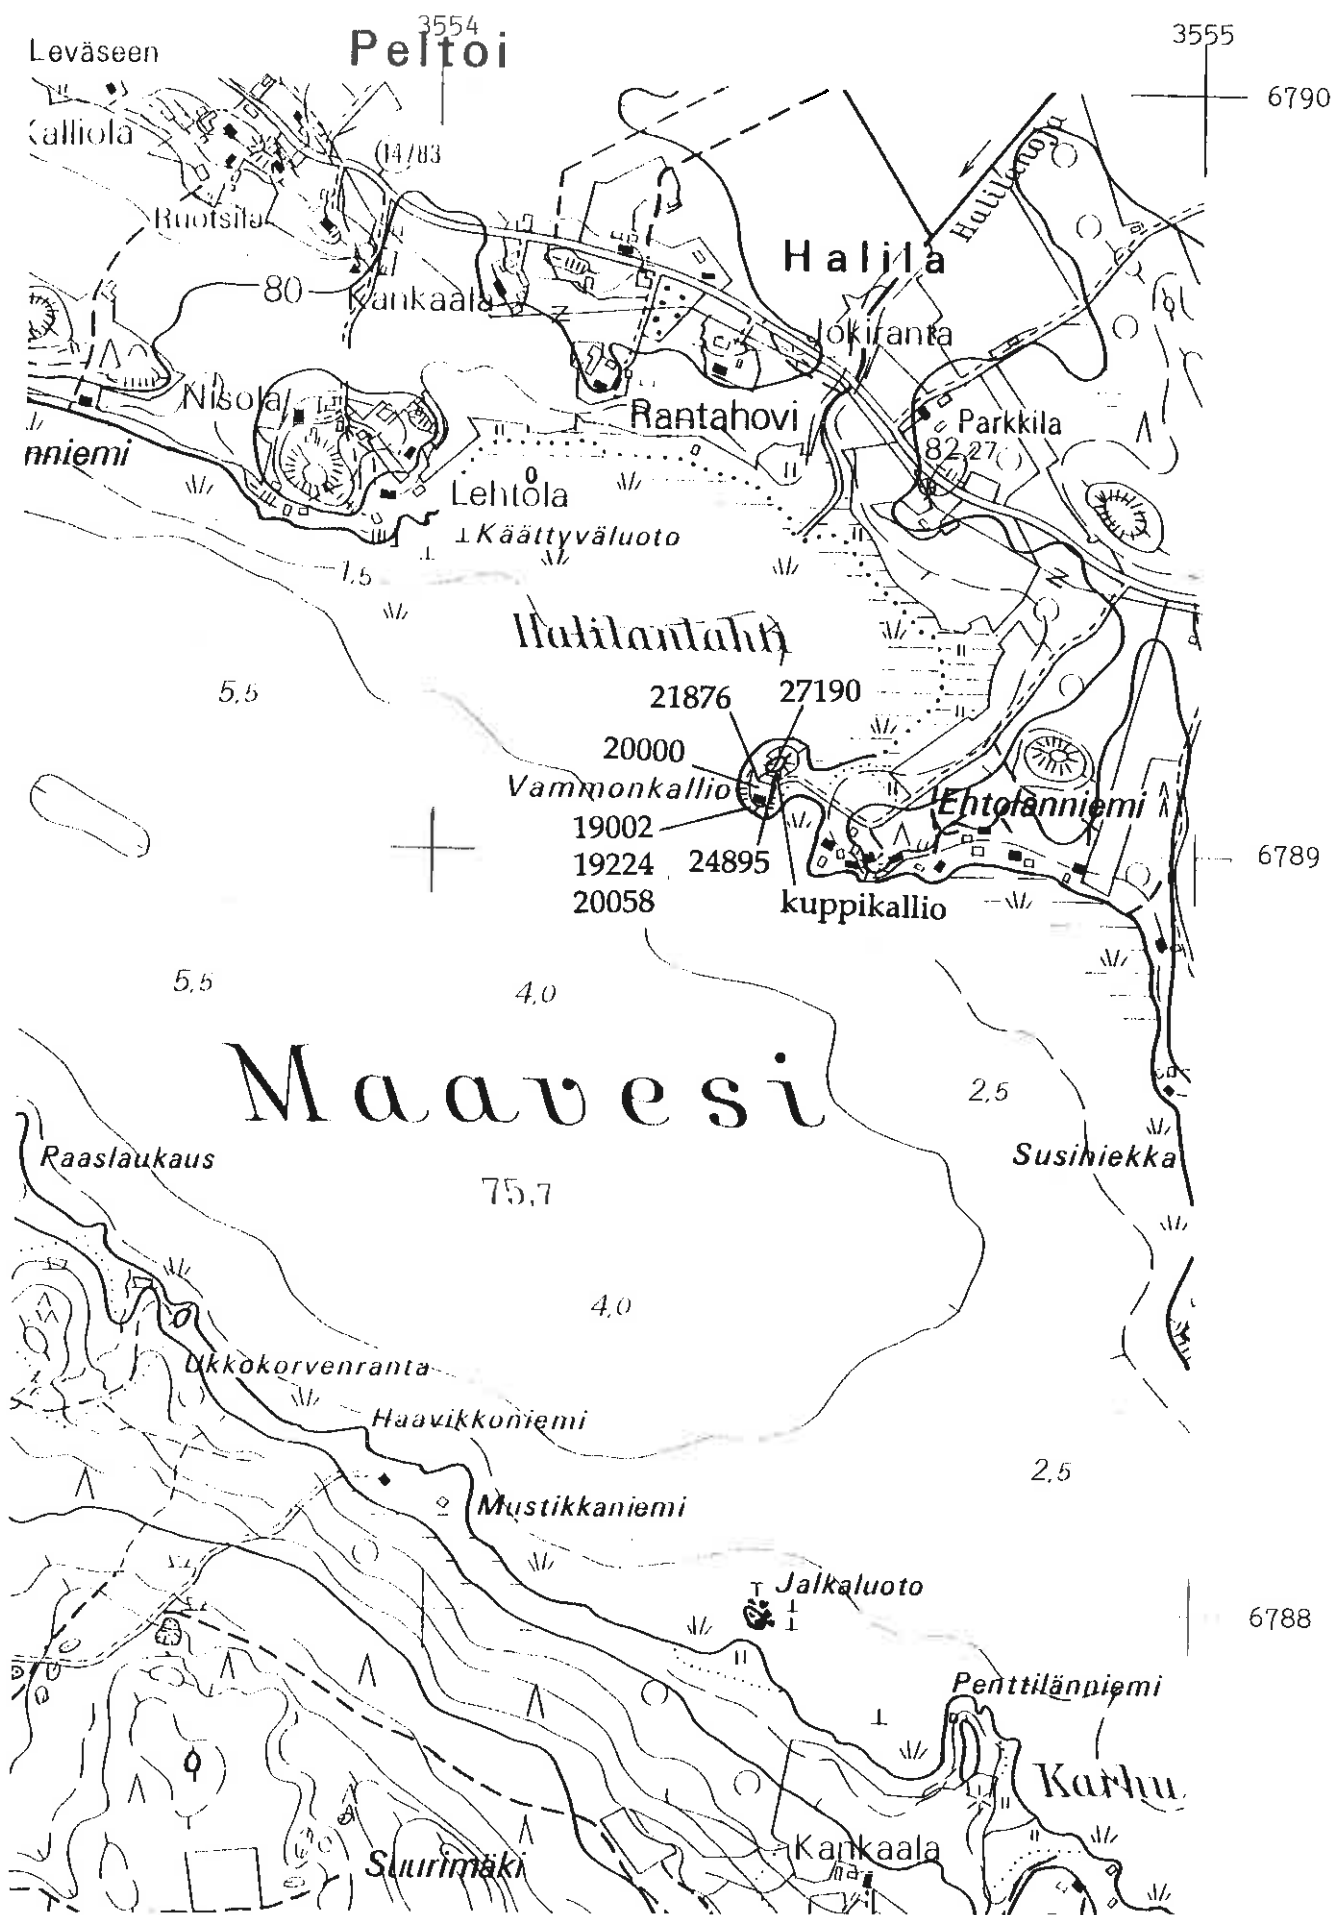 3554
3555
Leväseen
Peltoi
6790
Kalliola
(14/83
Halilanoja
Ruotsila
Halila
80
Kankaala
Jokiranta
Nisola
Rantahovi
Parkkila
82,27
nniemi
Lehtola
Käättyväluoto
1,5
Halilanlahti
5,5
21876
27190
20000
Vammonkallio
Ehtolanniemi
19002
19224
24895
6789
20058
kuppikallio
5,5
4,0
Maavesi
2,5
Raaslaukaus
Susihiekka
75,7
4,0
Ukkokorvenranta
Haavikkoniemi
2,5
Mustikkaniemi
Jalkaluoto
6788
Penttilänniemi
Karhu
Kankaala
Suurimäki